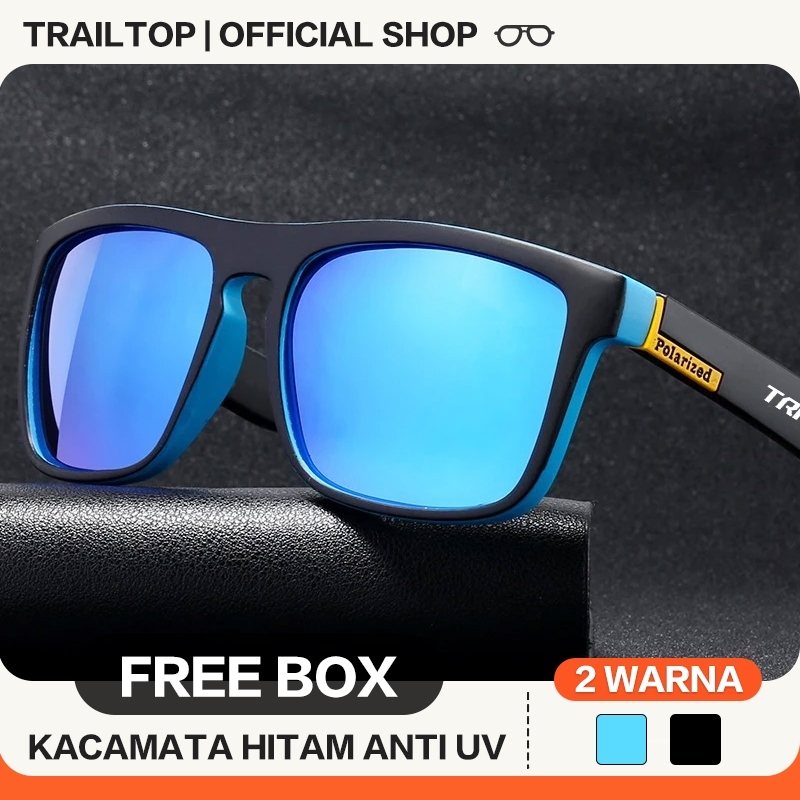 TRAILTOP | OFFICIAL SHOP
Polarized
FREE BOX
2 WARNA
KACAMATA HITAM ANTI UV